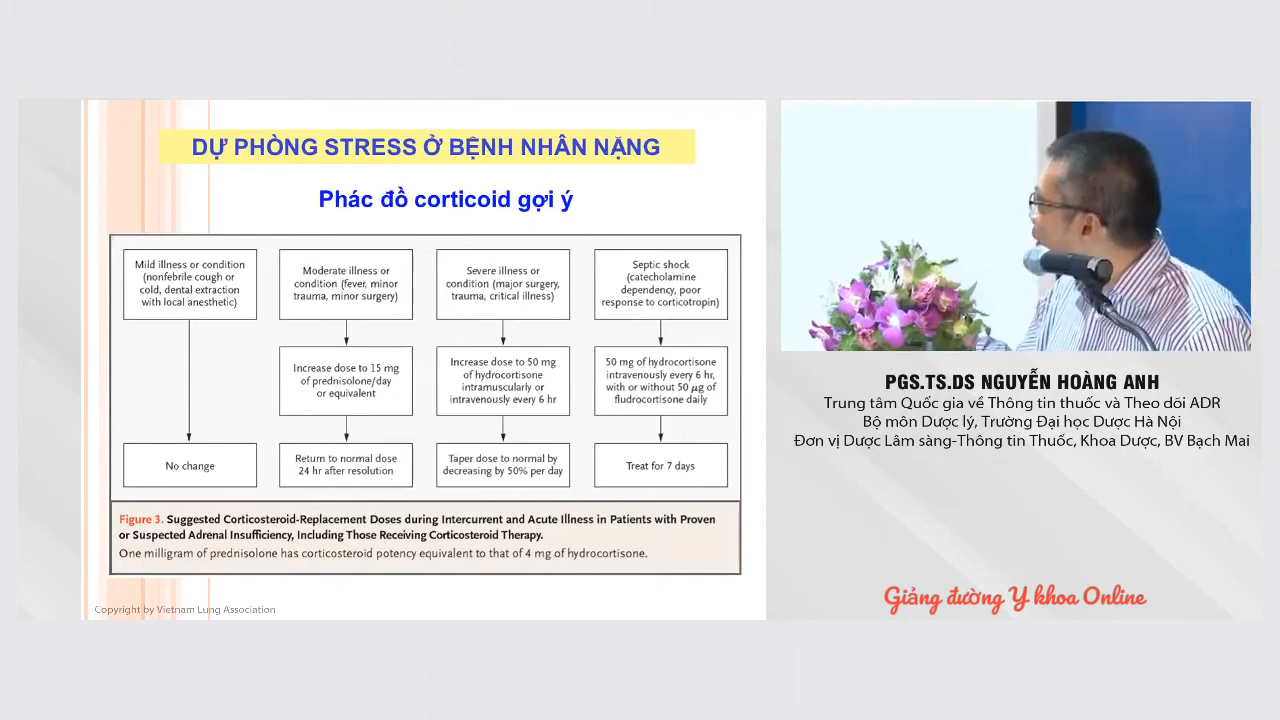 DỰ PHÒNG STRESS Ở BỆNH NHÂN NẶNG
Phác đồ corticoid gợi ý
Mild illness or condition
(nonfebrile cough or
cold, dental extraction
with local anesthetic)
Moderate illness or
condition (fever, minor
trauma, minor surgery)
Severe illness or
condition (major surgery,
trauma, critical illness)
Septic shock
(catecholamine
dependency, poor
response to corticotropin)
Increase dose to 15 mg
of prednisolone/day
or equivalent
Increase dose to 50 mg
of hydrocortisone
intramuscularly or
intravenously every 6 hr
50 mg of hydrocortisone
intravenously every 6 hr,
with or without 50 µg of
fludrocortisone daily
No change
Return to normal dose
24 hr after resolution
Taper dose to normal by
decreasing by 50% per day
Treat for 7 days
Figure 3. Suggested Corticosteroid-Replacement Doses during Intercurrent and Acute Illness in Patients with Proven
or Suspected Adrenal Insufficiency, Including Those Receiving Corticosteroid Therapy.
One milligram of prednisolone has corticosteroid potency equivalent to that of 4 mg of hydrocortisone.
Copyright by Vietnam Lung Association
PGS.TS.DS NGUYỄN HOÀNG ANH
Trung tâm Quốc gia về Thông tin thuốc và Theo dõi ADR
Bộ môn Dược lý, Trường Đại học Dược Hà Nội
Đơn vị Dược Lâm sàng-Thông tin Thuốc, Khoa Dược, BV Bạch Mai
Giảng đường Y khoa Online